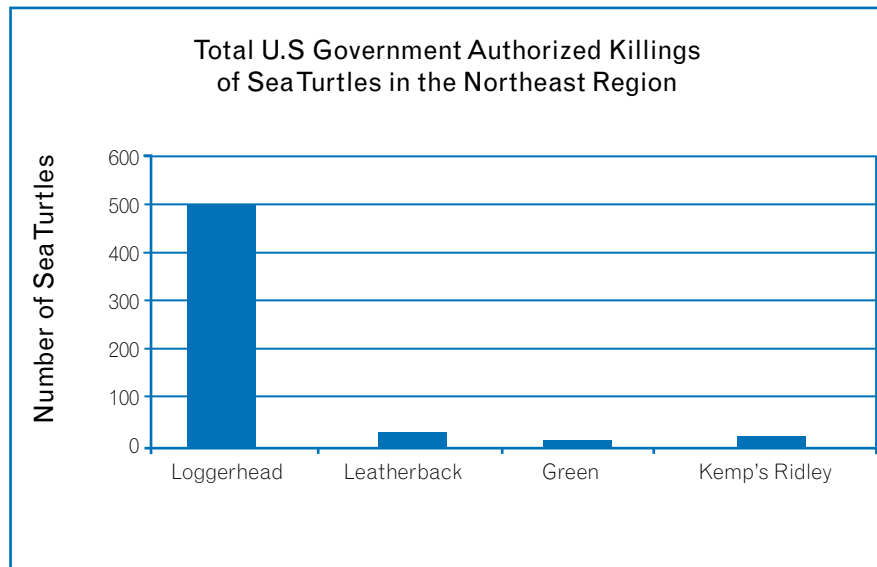 Total U.S Government Authorized Killings
of Sea Turtles in the Northeast Region
Number of Sea Turtles
600
500
400
300
200
100
0
Loggerhead Leatherback Green Kemp's Ridley